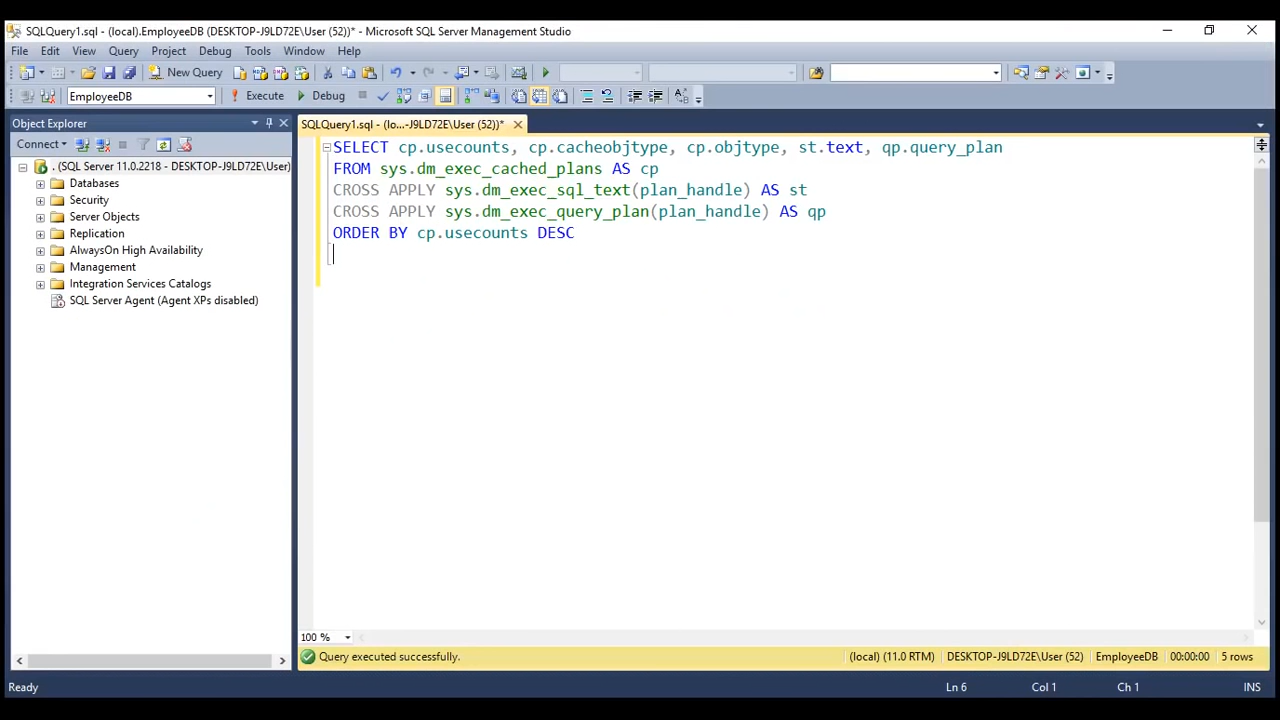 SQLQuery1.sql - (local).EmployeeDB (DESKTOP-J9LD72E\User (52))* - Microsoft SQL Server Management Studio
File Edit View Query Project Debug Tools Window Help
New Query
EmployeeDB Execute Debug
Object Explorer
SQLQuery1.sql - (lo...-J9LD72E\User (52))*
Connect
. (SQL Server 11.0.2218 - DESKTOP-J9LD72E\User)
Databases
Security
Server Objects
Replication
AlwaysOn High Availability
Management
Integration Services Catalogs
SQL Server Agent (Agent XPs disabled)
SELECT cp.usecounts, cp.cacheobjtype, cp.objtype, st.text, qp.query_plan
FROM sys.dm_exec_cached_plans AS cp
CROSS APPLY sys.dm_exec_sql_text(plan_handle) AS st
CROSS APPLY sys.dm_exec_query_plan(plan_handle) AS qp
ORDER BY cp.usecounts DESC
100 %
Query executed successfully. (local) (11.0 RTM) DESKTOP-J9LD72E\User (52) EmployeeDB 00:00:00 5 rows
Ready Ln 6 Col 1 Ch 1 INS